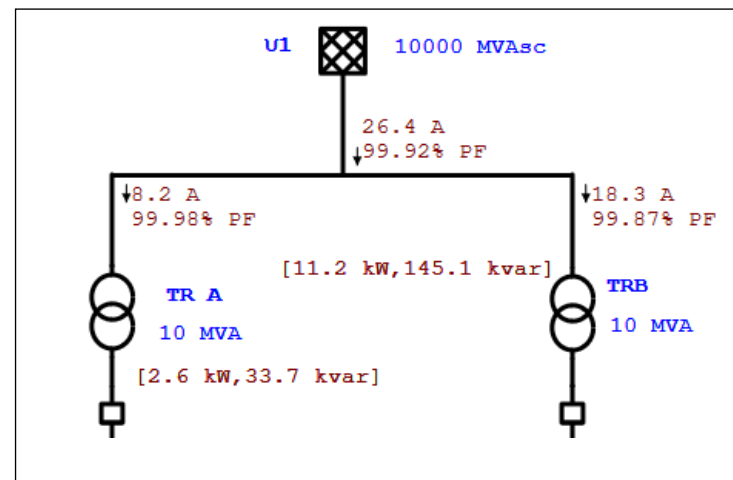 U1
10000 MVAsc
26.4 A
99.92% PF
8.2 A
99.98% PF
18.3 A
99.87% PF
[11.2 kW,145.1 kvar]
TR A
10 MVA
TRB
10 MVA
[2.6 kW,33.7 kvar]